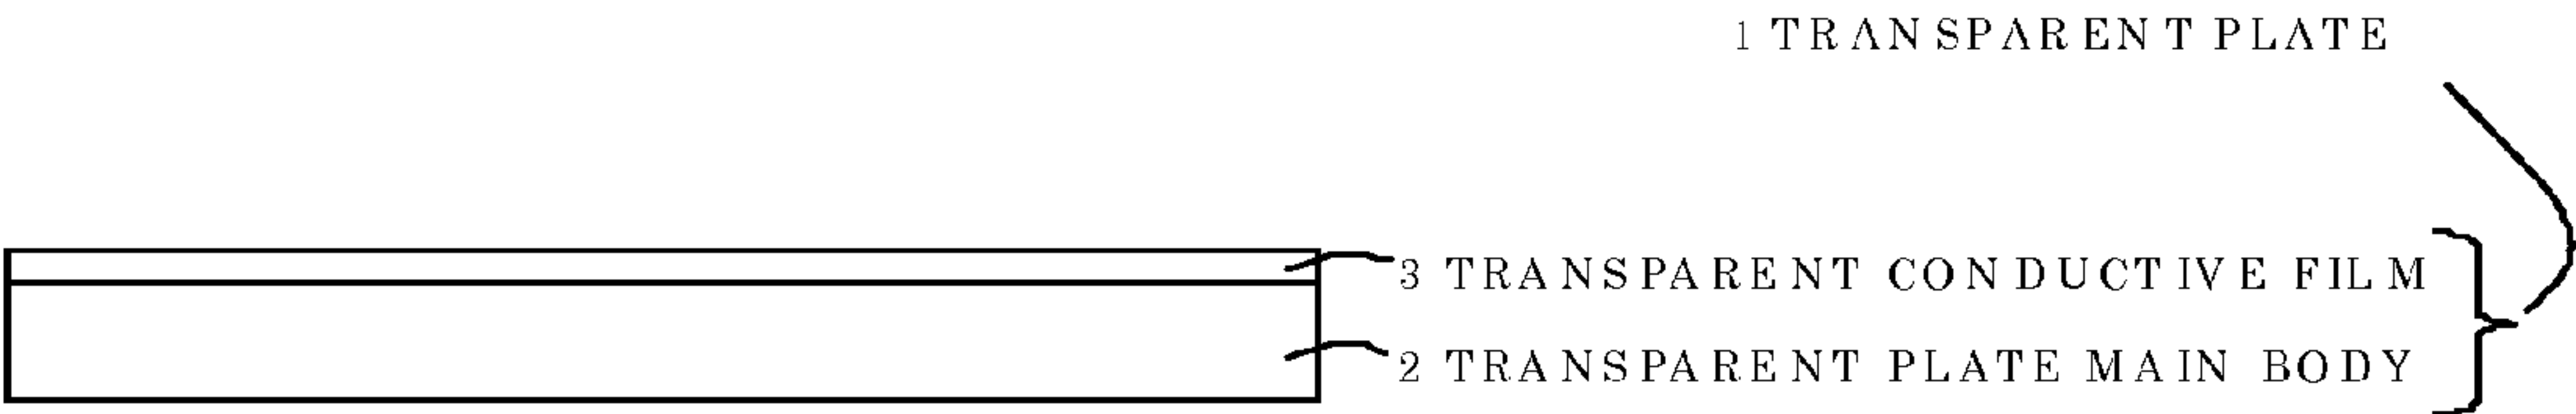 1 TRANSPARENT PLATE
3 TRANSPARENT CONDUCTIVE FILM
2 TRANSPARENT PLATE MAIN BODY